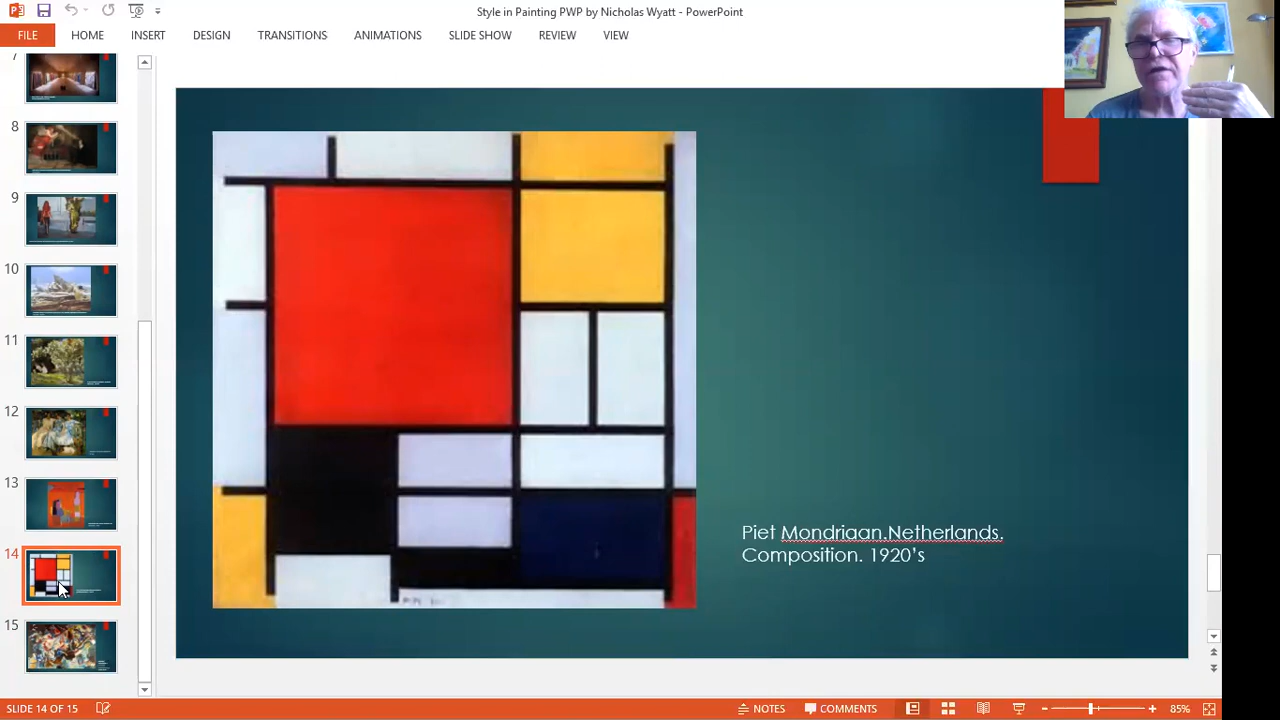 Style in Painting PWP by Nicholas Wyatt - PowerPoint
FILE HOME INSERT DESIGN TRANSITIONS ANIMATIONS SLIDE SHOW REVIEW VIEW
7
8
9
10
11
12
13
14
15
Piet Mondriaan.Netherlands.
Composition. 1920's
SLIDE 14 OF 15 NOTES COMMENTS 85%